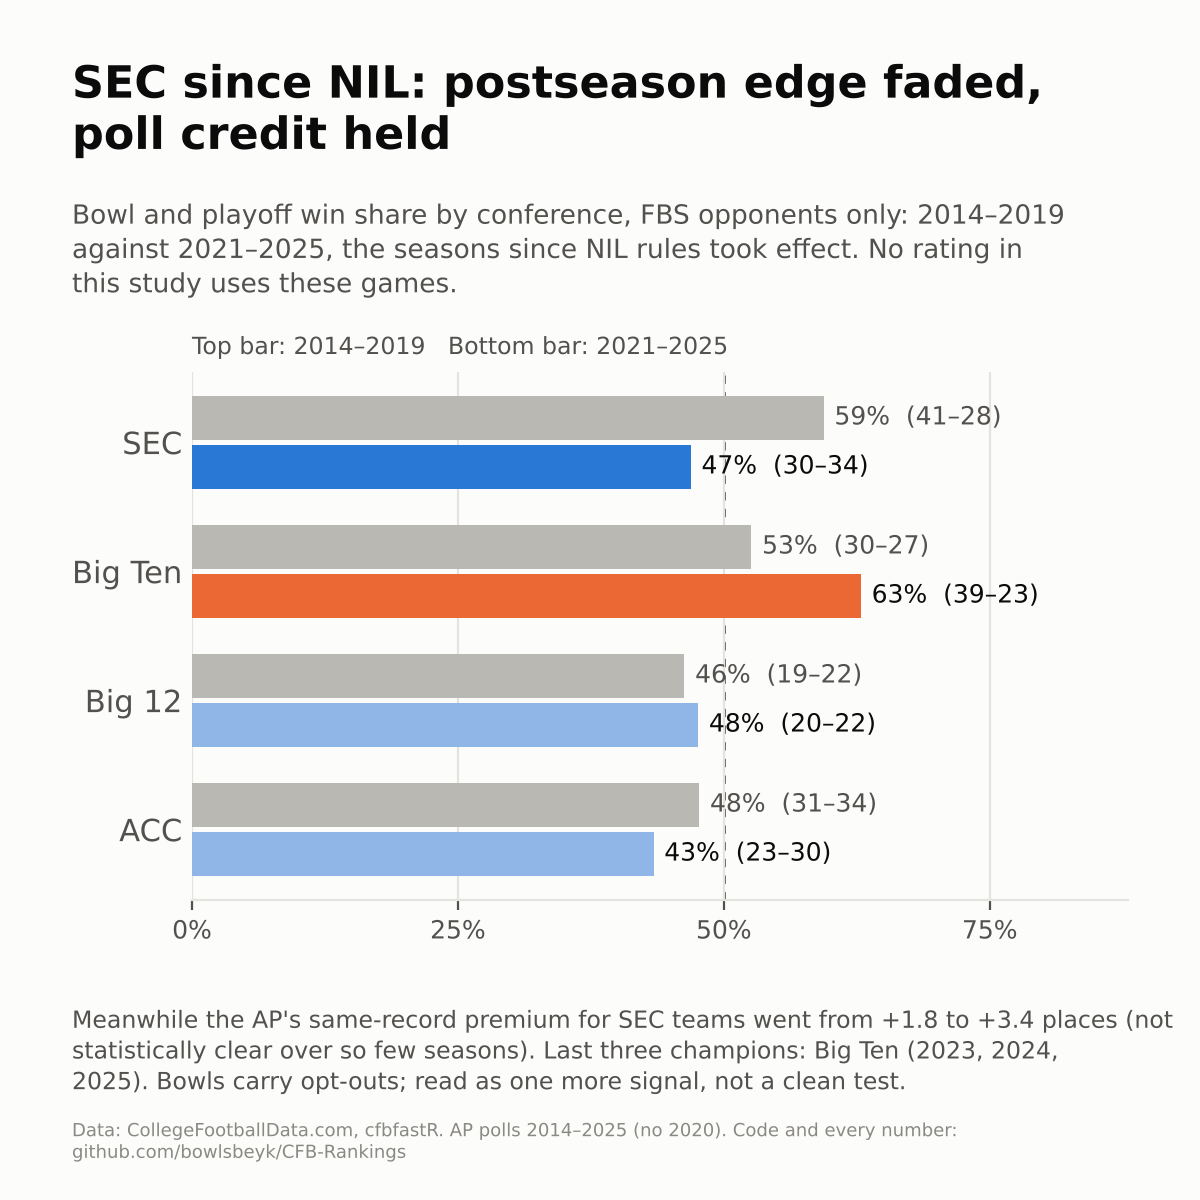 SEC since NIL: postseason edge faded,
poll credit held
Bowl and playoff win share by conference, FBS opponents only: 2014–2019
against 2021–2025, the seasons since NIL rules took effect. No rating in
this study uses these games.
Top bar: 2014–2019   Bottom bar: 2021–2025
SEC
59%  (41–28)
47%  (30–34)
Big Ten
53%  (30–27)
63%  (39–23)
Big 12
46%  (19–22)
48%  (20–22)
ACC
48%  (31–34)
43%  (23–30)
0%  25%  50%  75%
Meanwhile the AP's same-record premium for SEC teams went from +1.8 to +3.4 places (not
statistically clear over so few seasons). Last three champions: Big Ten (2023, 2024,
2025). Bowls carry opt-outs; read as one more signal, not a clean test.
Data: CollegeFootballData.com, cfbfastR. AP polls 2014–2025 (no 2020). Code and every number:
github.com/bowlsbeyk/CFB-Rankings